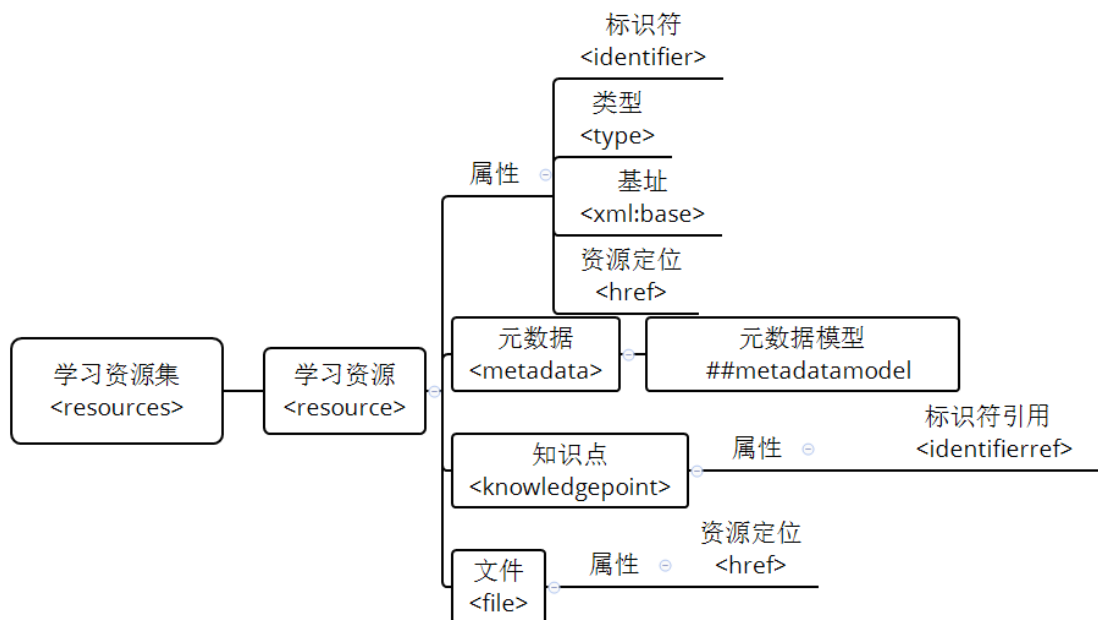 标识符
<identifier>
类型
<type>
属性
基址
<xml:base>
资源定位
<href>
学习资源集
<resources>
学习资源
<resource>
元数据
<metadata>
元数据模型
##metadatamodel
知识点
<knowledgepoint>
属性
标识符引用
<identifierref>
文件
<file>
属性
资源定位
<href>